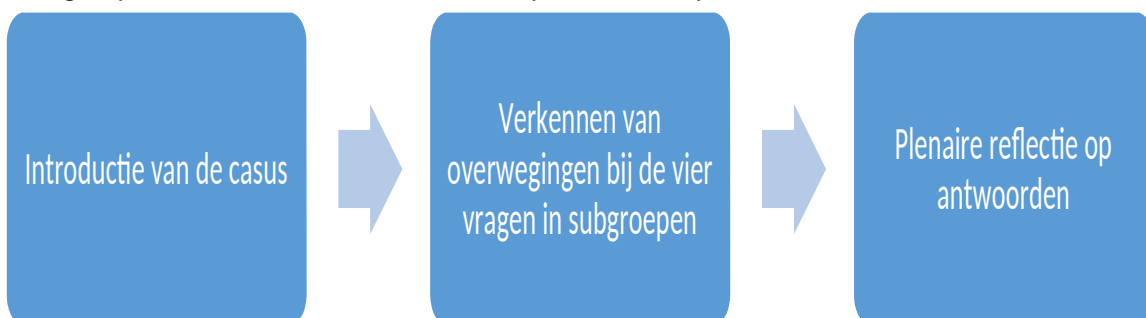 Introductie van de casus
Verkennen van
overwegingen bij de vier
vragen in subgroepen
Plenaire reflectie op
antwoorden